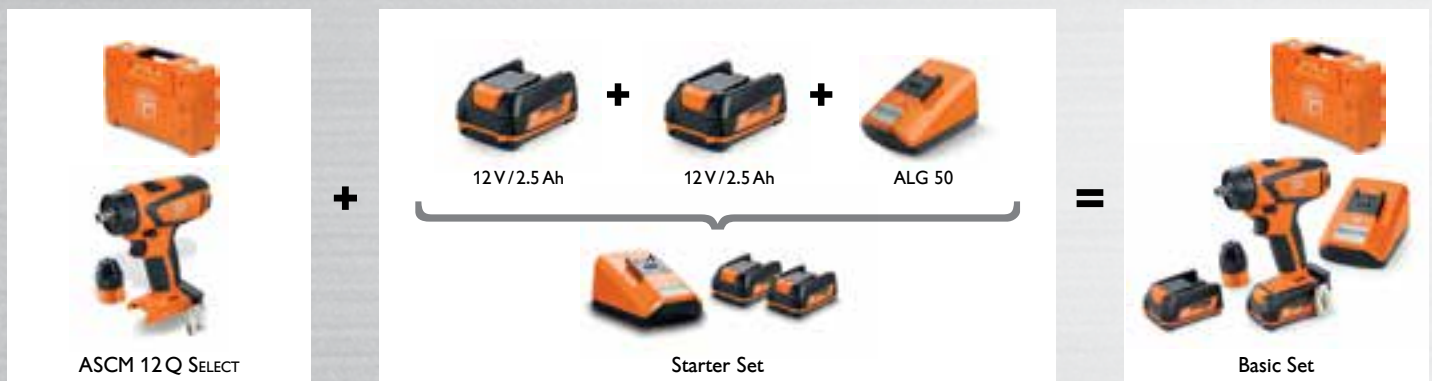 +
+
12 V / 2.5 Ah
12 V / 2.5 Ah
ALG 50
+
=
ASCM 12 Q SELECT
Starter Set
Basic Set